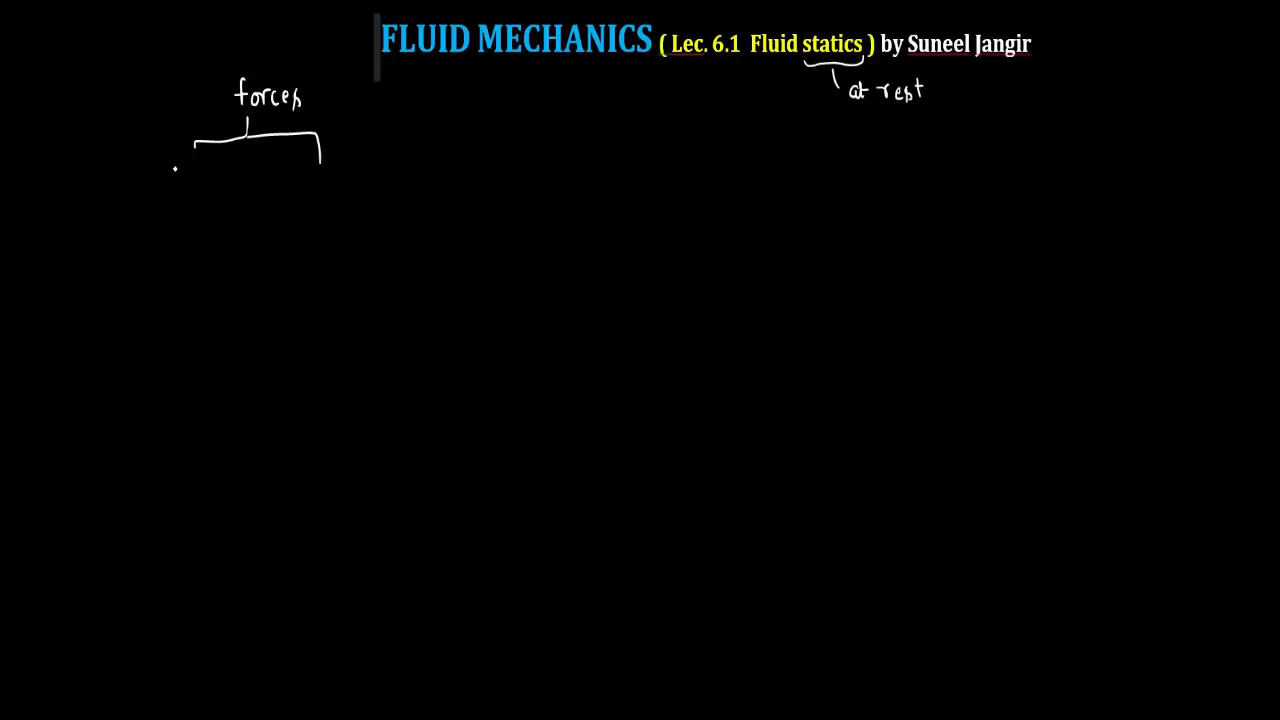 FLUID MECHANICS ( Lec. 6.1 Fluid statics ) by Suneel Jangir
at rest
forces